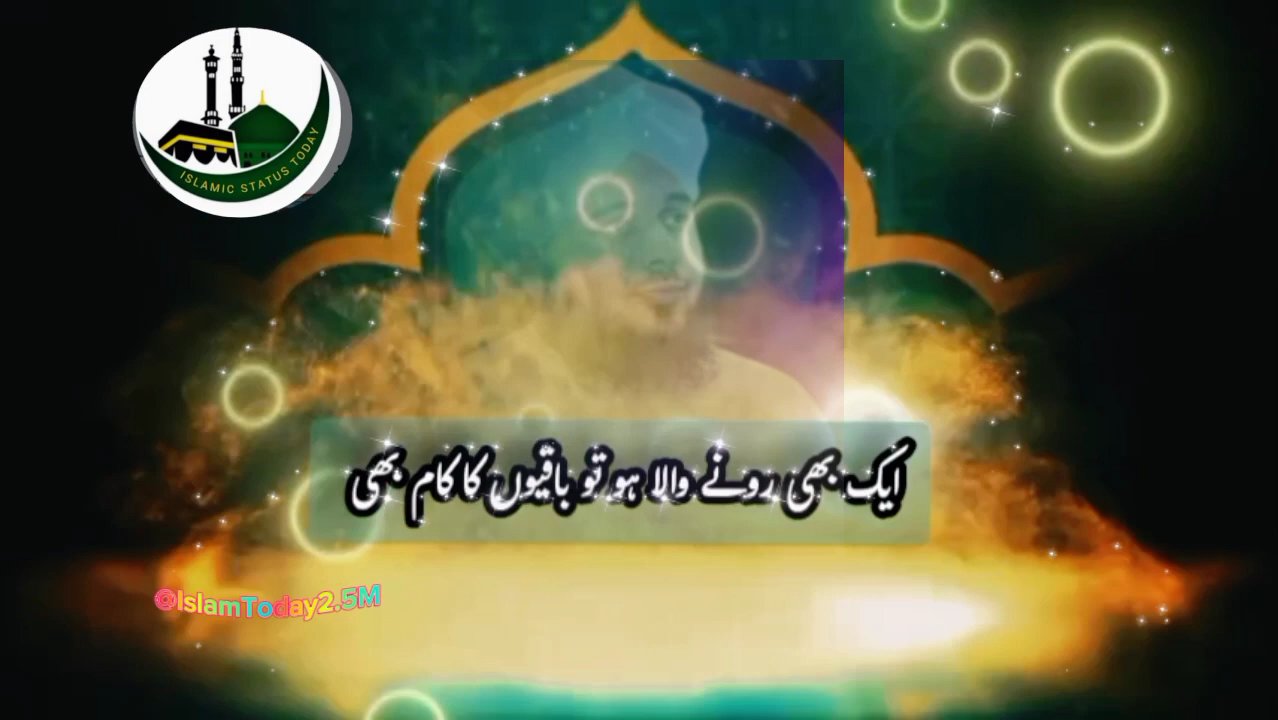 ISLAMIC STATUS TODAY
ایک بھی رونے والا ہو تو باقیوں کا کام بھی
@IslamToday2.5M